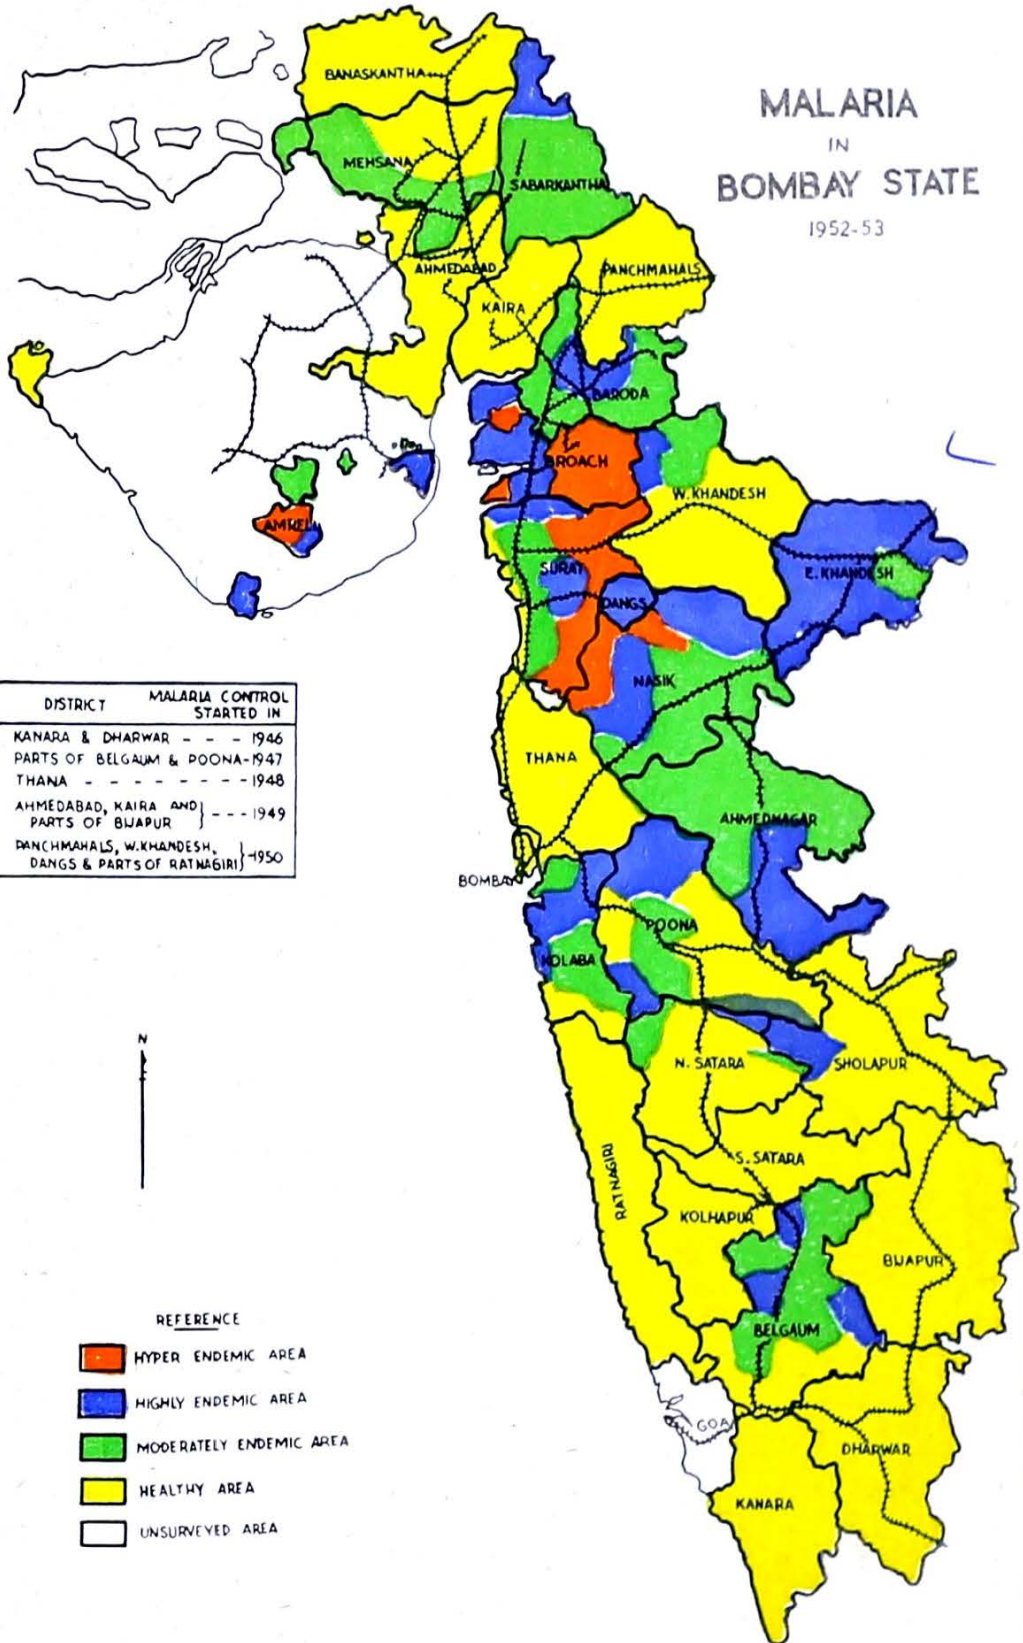 MALARIA
IN
BOMBAY STATE
1952-53
BANASKANTHA
MEHSANA
SABARKANTHA
AHMEDABAD
PANCHMAHALS
KAIRA
BARODA
BROACH
W. KHANDESH
AMRELI
SURAT
E. KHANDESH
DANGS
NASIK
THANA
AHMEDNAGAR
BOMBAY
POONA
KOLABA
N. SATARA
SHOLAPUR
S. SATARA
RATNAGIRI
KOLHAPUR
BIJAPUR
BELGAUM
GOA
DHARWAR
KANARA
DISTRICT MALARIA CONTROL
STARTED IN
KANARA & DHARWAR - - - 1946
PARTS OF BELGAUM & POONA-1947
THANA - - - - - - - - 1948
AHMEDABAD, KAIRA AND
PARTS OF BIJAPUR } - - - 1949
PANCHMAHALS, W.KHANDESH,
DANGS & PARTS OF RATNAGIRI } -1950
N
REFERENCE
HYPER ENDEMIC AREA
HIGHLY ENDEMIC AREA
MODERATELY ENDEMIC AREA
HEALTHY AREA
UNSURVEYED AREA